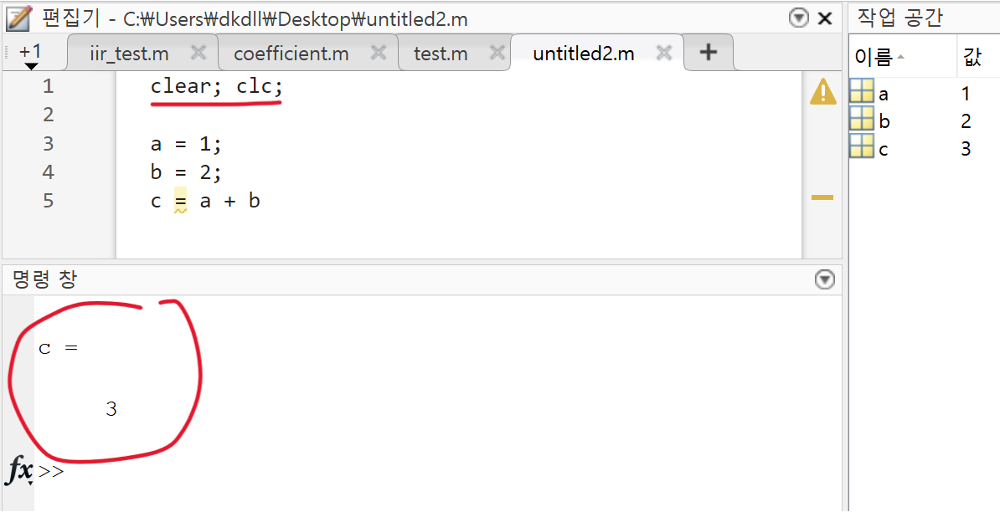 편집기 - C:₩Users₩dkdll₩Desktop₩untitled2.m
+1 iir_test.m coefficient.m test.m untitled2.m +
1 clear; clc;
2
3 a = 1;
4 b = 2;
5 c = a + b
명령 창
c =
3
fx >>
작업 공간
이름 값
a 1
b 2
c 3